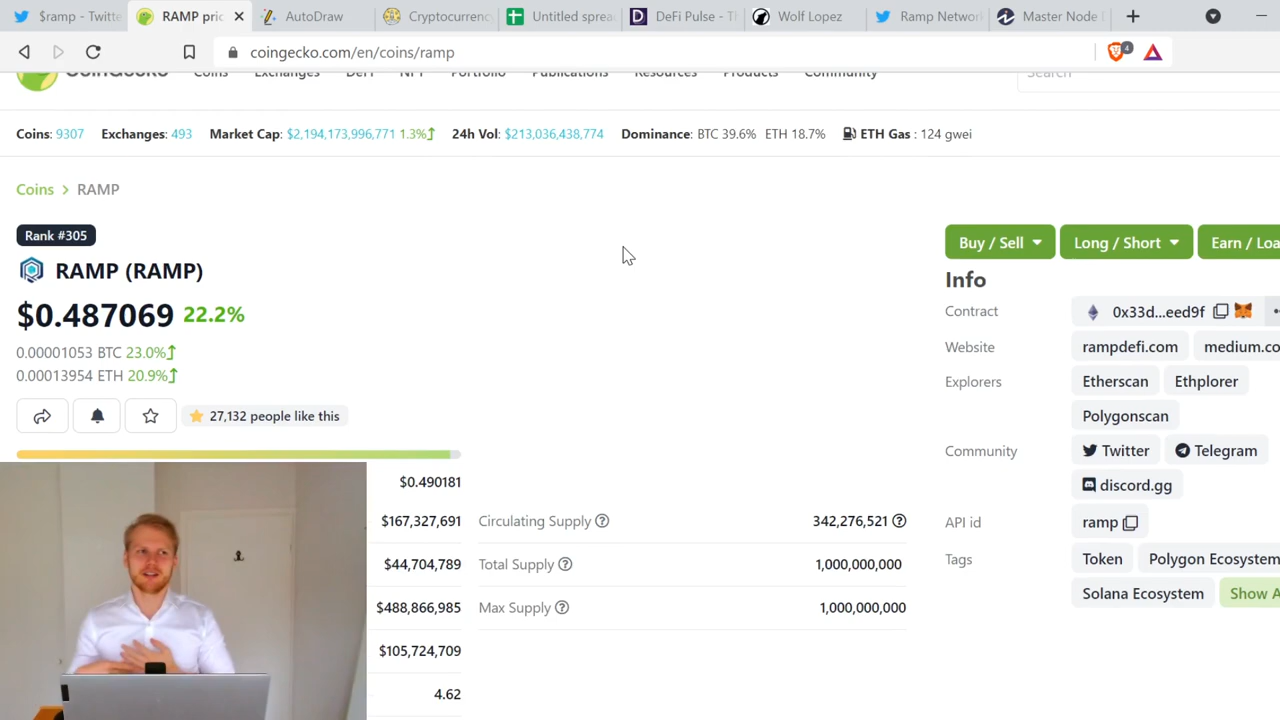 $ramp - Twitte
RAMP pric
AutoDraw
Cryptocurrenc
Untitled sprea
DeFi Pulse - T
Wolf Lopez
Ramp Networ
Master Node
coingecko.com/en/coins/ramp
4
CoinGecko Coins Exchanges DeFi NFT Portfolio Publications Resources Products Community Search
Coins: 9307 Exchanges: 493 Market Cap: $2,194,173,996,771 1.3% 24h Vol: $213,036,438,774 Dominance: BTC 39.6% ETH 18.7% ETH Gas : 124 gwei
Coins > RAMP
Rank #305
RAMP (RAMP)
$0.487069 22.2%
0.00001053 BTC 23.0%
0.00013954 ETH 20.9%
27,132 people like this
$0.490181
$167,327,691
$44,704,789
$488,866,985
$105,724,709
4.62
Circulating Supply ? 342,276,521 ?
Total Supply ? 1,000,000,000
Max Supply ? 1,000,000,000
Buy / Sell Long / Short Earn / Loa
Info
Contract 0x33d...eed9f
Website rampdefi.com medium.co
Explorers Etherscan Ethplorer
Polygonscan
Community Twitter Telegram
discord.gg
API id ramp
Tags Token Polygon Ecosystem
Solana Ecosystem Show A